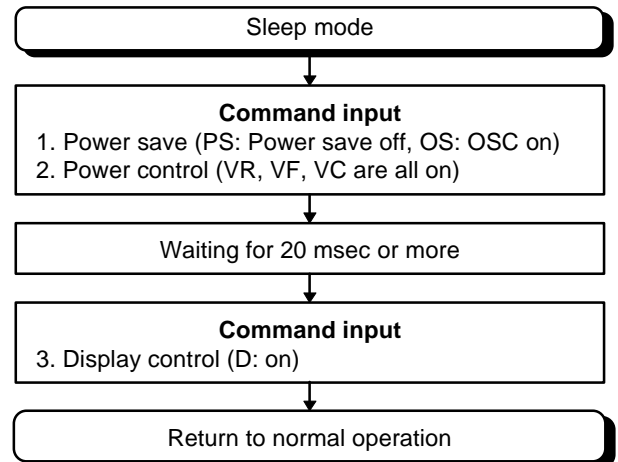 Sleep mode
Command input
1. Power save (PS: Power save off, OS: OSC on)
2. Power control (VR, VF, VC are all on)
Waiting for 20 msec or more
Command input
3. Display control (D: on)
Return to normal operation